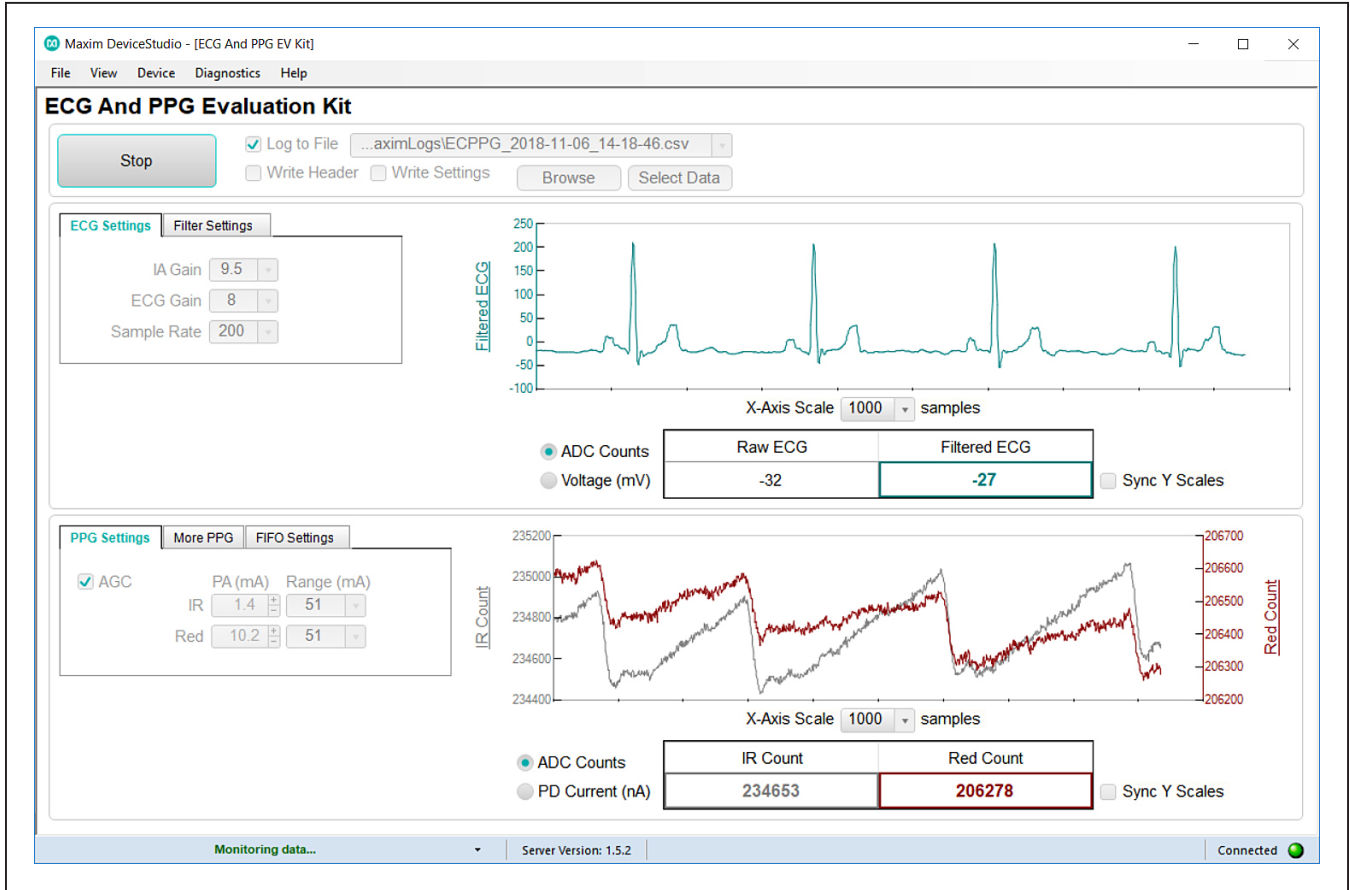 Maxim DeviceStudio - [ECG And PPG EV Kit]
File View Device Diagnostics Help
ECG And PPG Evaluation Kit
Stop
Log to File ...aximLogs\ECPPG_2018-11-06_14-18-46.csv
Write Header Write Settings Browse Select Data
ECG Settings Filter Settings
IA Gain 9.5
ECG Gain 8
Sample Rate 200
Filtered ECG
250
200
150
100
50
0
-50
-100
X-Axis Scale 1000 samples
ADC Counts
Voltage (mV)
Raw ECG Filtered ECG
-32 -27
Sync Y Scales
PPG Settings More PPG FIFO Settings
AGC PA (mA) Range (mA)
IR 1.4 51
Red 10.2 51
IR Count
235200
235000
234800
234600
234400
206700
206600
206500
206400
206300
206200
Red Count
X-Axis Scale 1000 samples
ADC Counts
PD Current (nA)
IR Count Red Count
234653 206278
Sync Y Scales
Monitoring data... Server Version: 1.5.2 Connected